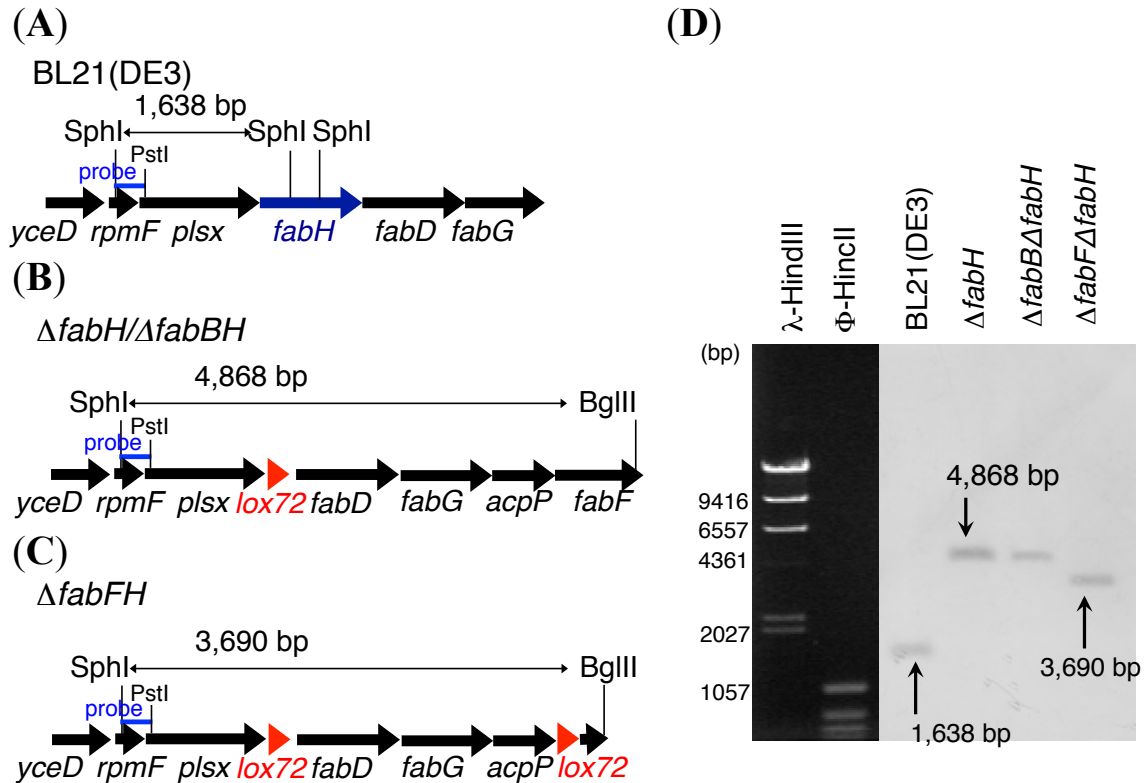 (A)
BL21(DE3)
1,638 bp
SphI SphI SphI
PstI
probe
yceD rpmF plsx fabH fabD fabG
(B)
ΔfabH/ΔfabBH
4,868 bp
SphI BglII
PstI
probe
yceD rpmF plsx lox72 fabD fabG acpP fabF
(C)
ΔfabFH
3,690 bp
SphI BglII
PstI
probe
yceD rpmF plsx lox72 fabD fabG acpP lox72
(D)
λ-HindIII
Φ-HincII
BL21(DE3)
ΔfabH
ΔfabBΔfabH
ΔfabFΔfabH
(bp)
9416
6557
4361
2027
1057
4,868 bp
3,690 bp
1,638 bp